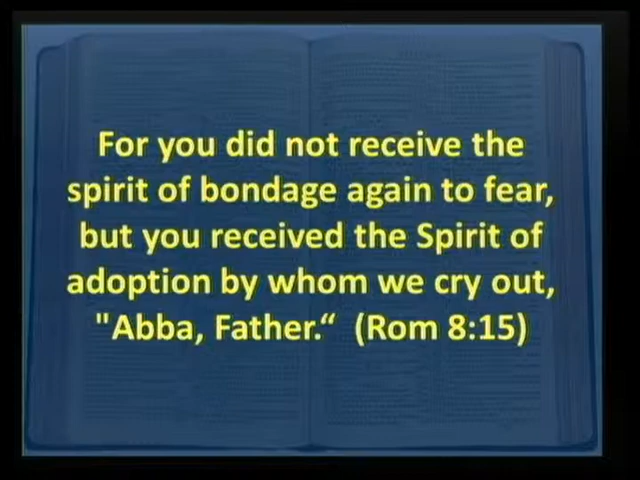 For you did not receive the
spirit of bondage again to fear,
but you received the Spirit of
adoption by whom we cry out,
"Abba, Father.“  (Rom 8:15)